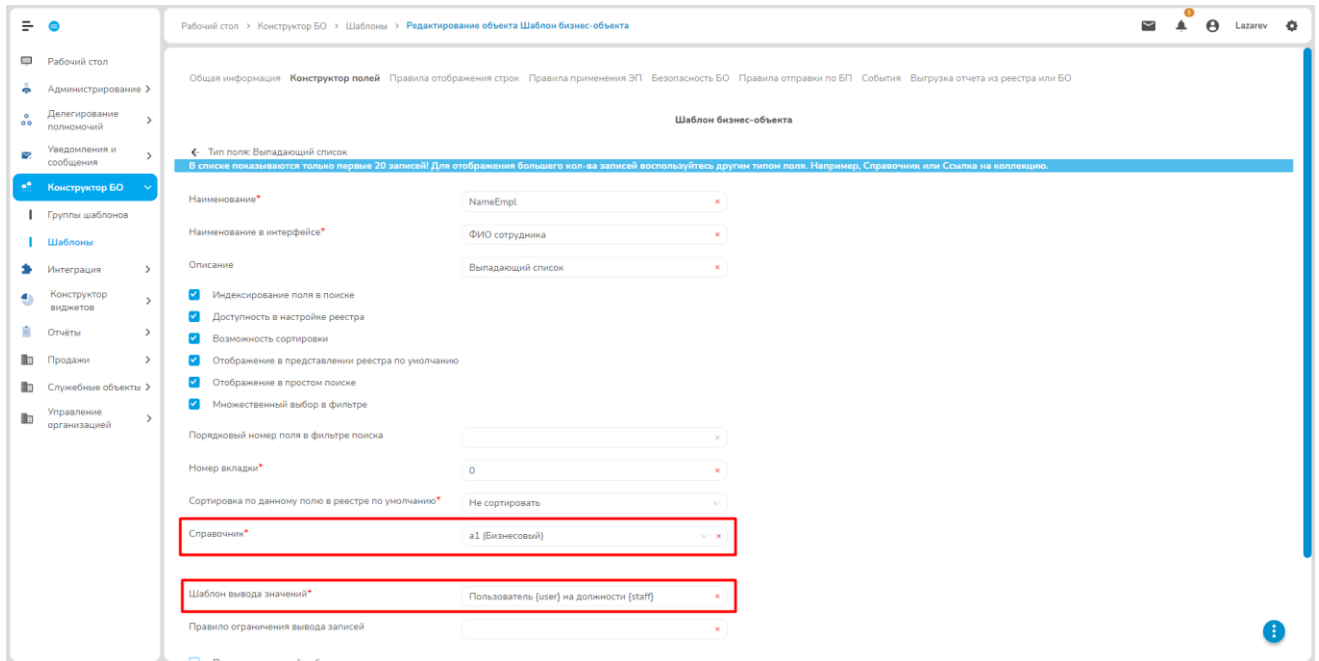 Рабочий стол > Конструктор БО > Шаблоны > Редактирование объекта Шаблон бизнес-объекта
1
Lazarev
Рабочий стол
Администрирование
Делегирование
полномочий
Уведомления и
сообщения
Конструктор БО
Группы шаблонов
Шаблоны
Интеграция
Конструктор
виджетов
Отчёты
Продажи
Служебные объекты
Управление
организацией
Общая информация Конструктор полей Правила отображения строк Правила применения ЭП Безопасность БО Правила отправки по БП События Выгрузка отчета из реестра или БО
Шаблон бизнес-объекта
Тип поля: Выпадающий список
В списке показываются только первые 20 записей! Для отображения большего кол-ва записей воспользуйтесь другим типом поля. Например, Справочник или Ссылка на коллекцию.
Наименование* NameEmpl
Наименование в интерфейсе* ФИО сотрудника
Описание Выпадающий список
Индексирование поля в поиске
Доступность в настройке реестра
Возможность сортировки
Отображение в представлении реестра по умолчанию
Отображение в простом поиске
Множественный выбор в фильтре
Порядковый номер поля в фильтре поиска
Номер вкладки* 0
Сортировка по данному полю в реестре по умолчанию* Не сортировать
Справочник* a1 (Бизнесовый)
Шаблон вывода значений* Пользователь {user} на должности {staff}
Правило ограничения вывода записей